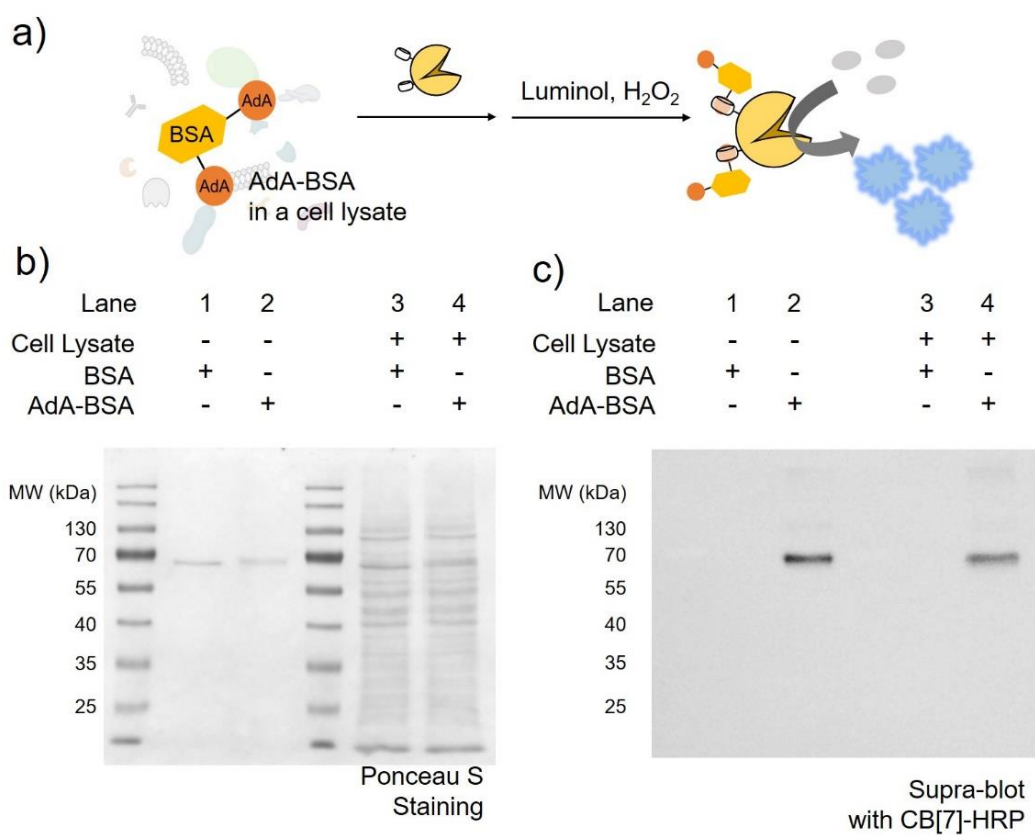 a)
Luminol, H₂O₂
AdA
BSA
AdA
AdA-BSA
in a cell lysate
b)
Lane 1 2 3 4
Cell Lysate - - + +
BSA + - + -
AdA-BSA - + - +
MW (kDa)
130
70
55
40
35
25
Ponceau S
Staining
c)
Lane 1 2 3 4
Cell Lysate - - + +
BSA + - + -
AdA-BSA - + - +
MW (kDa)
130
70
55
40
35
25
Supra-blot
with CB[7]-HRP